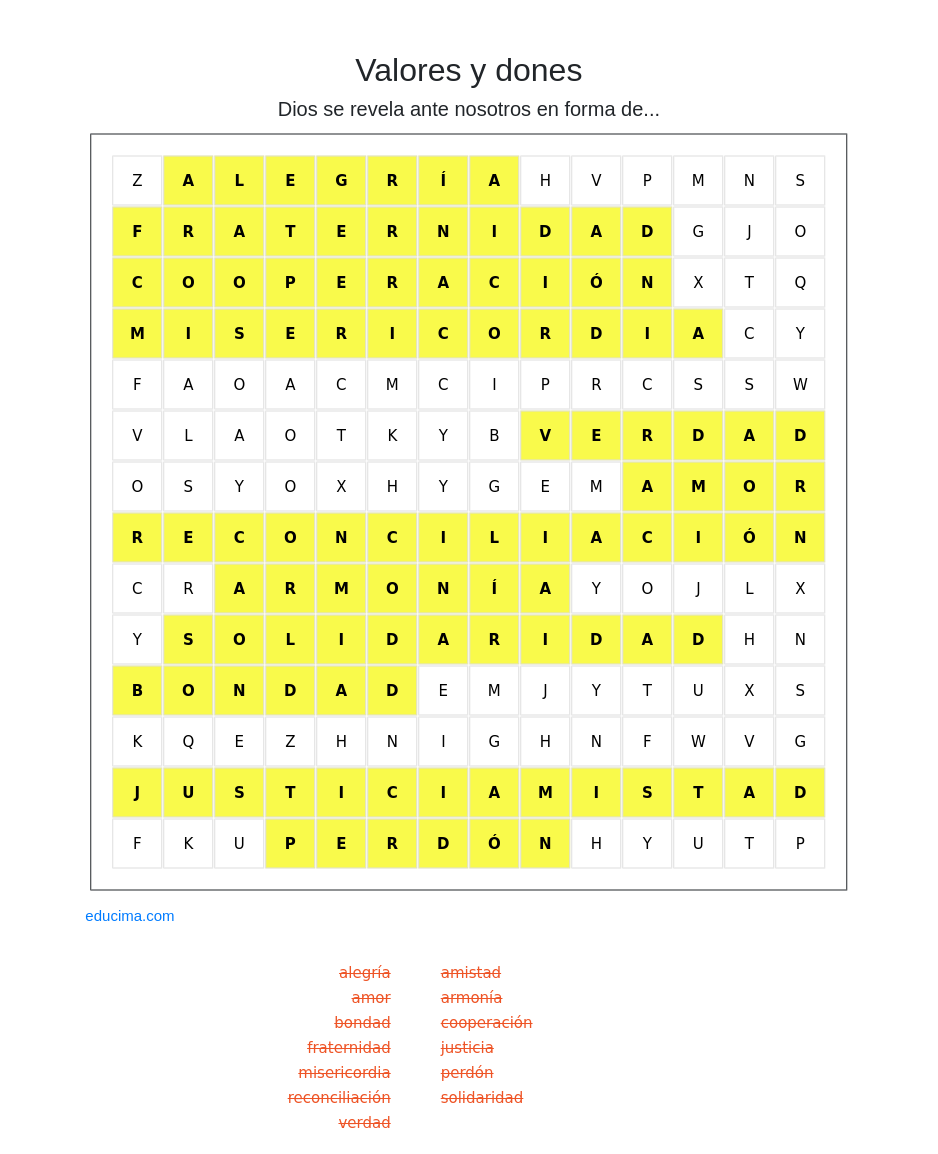 Valores y dones
Dios se revela ante nosotros en forma de...
Z A L E G R Í A H V P M N S
F R A T E R N I D A D G J O
C O O P E R A C I Ó N X T Q
M I S E R I C O R D I A C Y
F A O A C M C I P R C S S W
V L A O T K Y B V E R D A D
O S Y O X H Y G E M A M O R
R E C O N C I L I A C I Ó N
C R A R M O N Í A Y O J L X
Y S O L I D A R I D A D H N
B O N D A D E M J Y T U X S
K Q E Z H N I G H N F W V G
J U S T I C I A M I S T A D
F K U P E R D Ó N H Y U T P
educima.com
alegría amistad
amor armonía
bondad cooperación
fraternidad justicia
misericordia perdón
reconciliación solidaridad
verdad